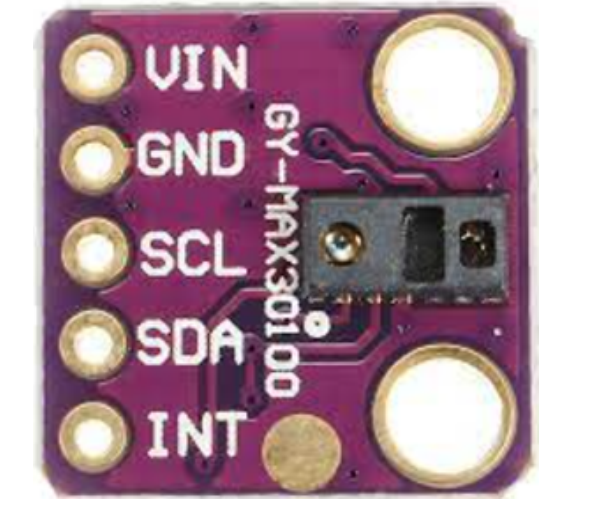 VIN
GND
SCL
SDA
INT
GY-MAX30100